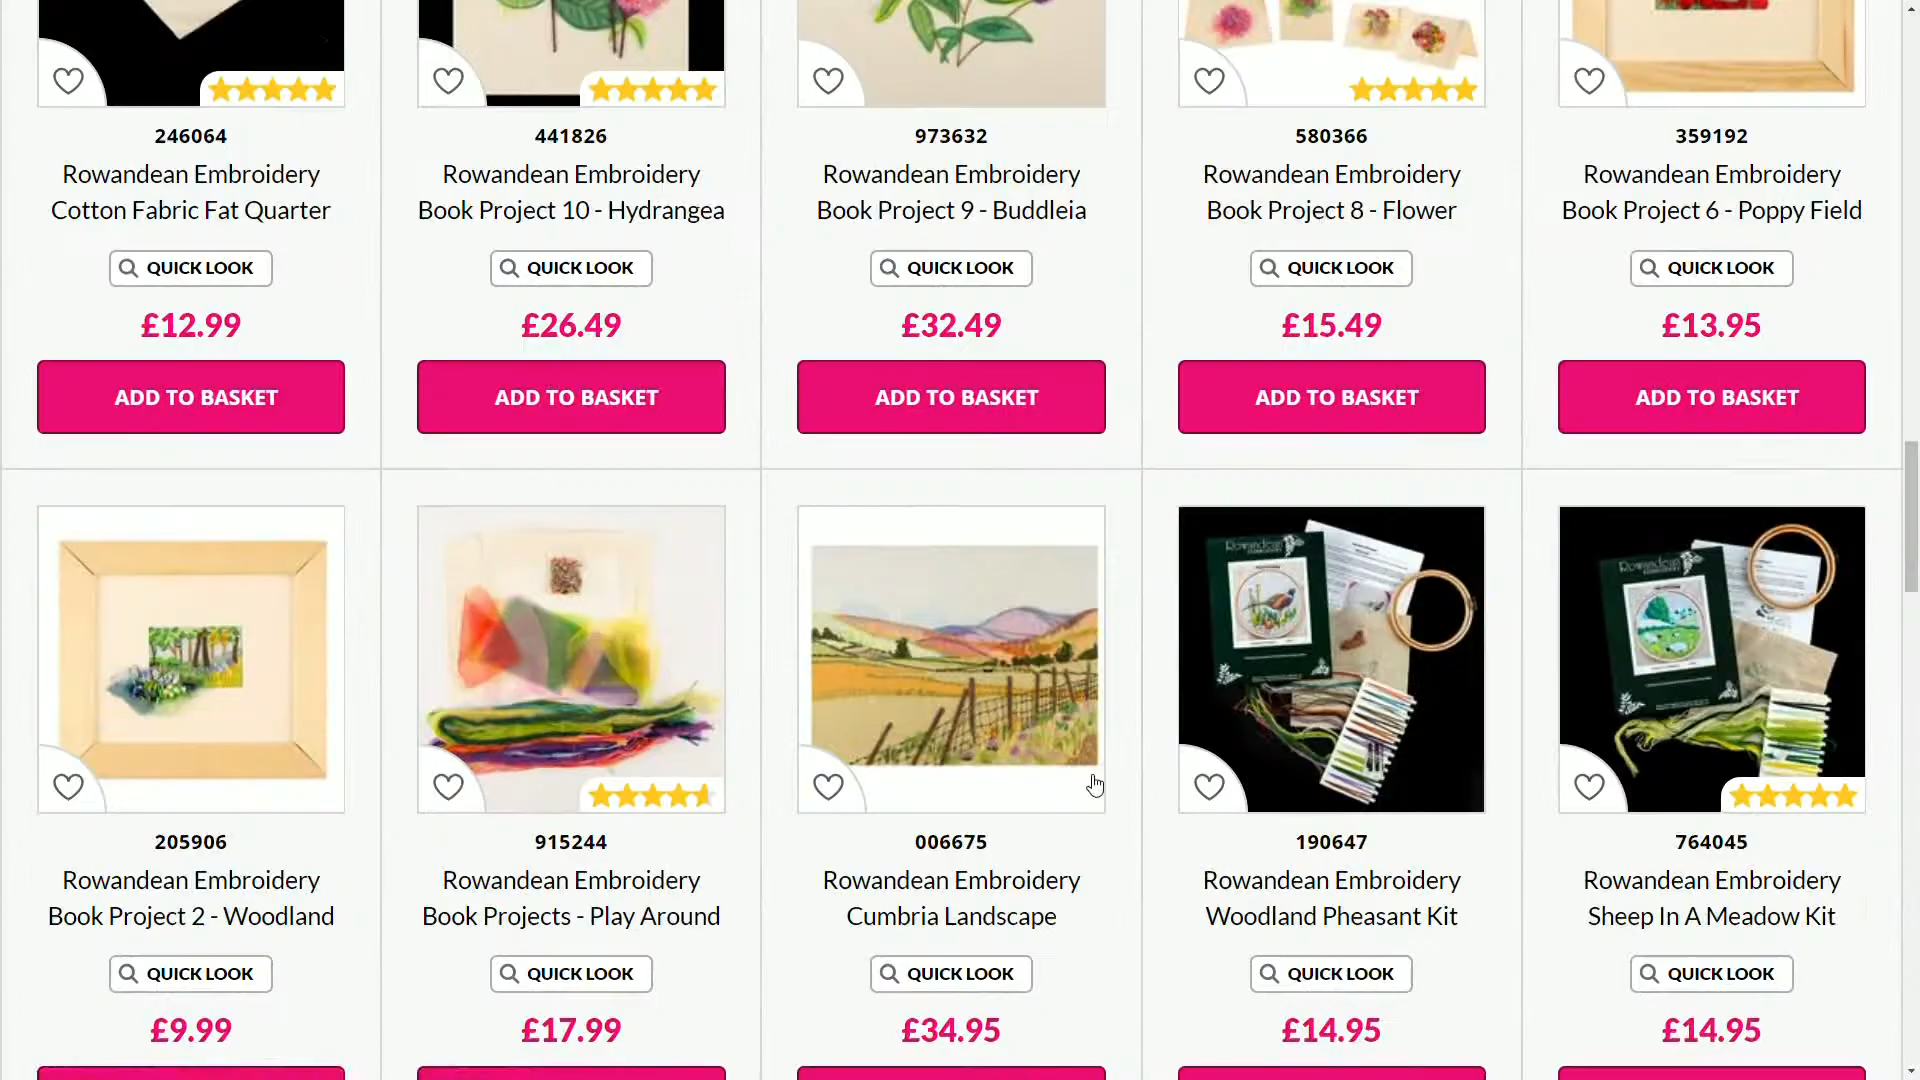 246064
Rowandean Embroidery
Cotton Fabric Fat Quarter
QUICK LOOK
£12.99
ADD TO BASKET
441826
Rowandean Embroidery
Book Project 10 - Hydrangea
QUICK LOOK
£26.49
ADD TO BASKET
973632
Rowandean Embroidery
Book Project 9 - Buddleia
QUICK LOOK
£32.49
ADD TO BASKET
580366
Rowandean Embroidery
Book Project 8 - Flower
QUICK LOOK
£15.49
ADD TO BASKET
359192
Rowandean Embroidery
Book Project 6 - Poppy Field
QUICK LOOK
£13.95
ADD TO BASKET
205906
Rowandean Embroidery
Book Project 2 - Woodland
QUICK LOOK
£9.99
915244
Rowandean Embroidery
Book Projects - Play Around
QUICK LOOK
£17.99
006675
Rowandean Embroidery
Cumbria Landscape
QUICK LOOK
£34.95
Rowandean
EMBROIDERY
190647
Rowandean Embroidery
Woodland Pheasant Kit
QUICK LOOK
£14.95
Rowandean
EMBROIDERY
764045
Rowandean Embroidery
Sheep In A Meadow Kit
QUICK LOOK
£14.95